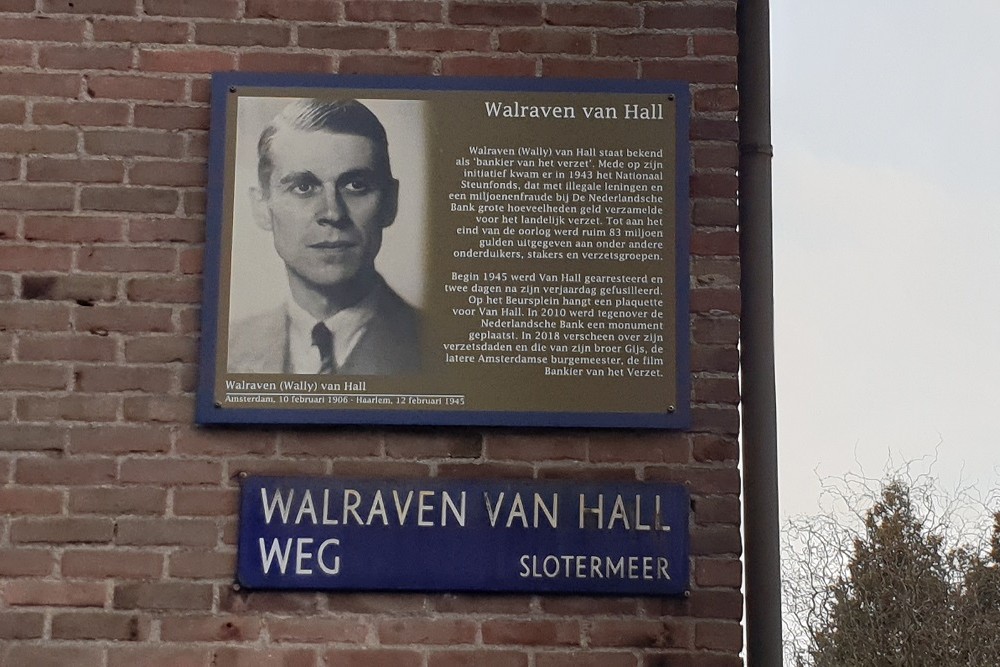 Walraven van Hall
Walraven (Wally) van Hall staat bekend
als 'bankier van het verzet'. Mede op zijn
initiatief kwam er in 1943 het Nationaal
Steunfonds, dat met illegale leningen en
een miljoenenfraude bij De Nederlandsche
Bank grote hoeveelheden geld verzamelde
voor het landelijk verzet. Tot aan het
eind van de oorlog werd ruim 83 miljoen
gulden uitgegeven aan onder andere
onderduikers, stakers en verzetsgroepen.
Begin 1945 werd Van Hall gearresteerd en
twee dagen na zijn verjaardag gefusilleerd.
Op het Beursplein hangt een plaquette
voor Van Hall. In 2010 werd tegenover de
Nederlandsche Bank een monument
geplaatst. In 2018 verscheen over zijn
verzetsdaden en die van zijn broer Gijs, de
latere Amsterdamse burgemeester, de film
Bankier van het Verzet.
Walraven (Wally) van Hall
Amsterdam, 10 februari 1906 - Haarlem, 12 februari 1945
WALRAVEN VAN HALL
WEG SLOTERMEER